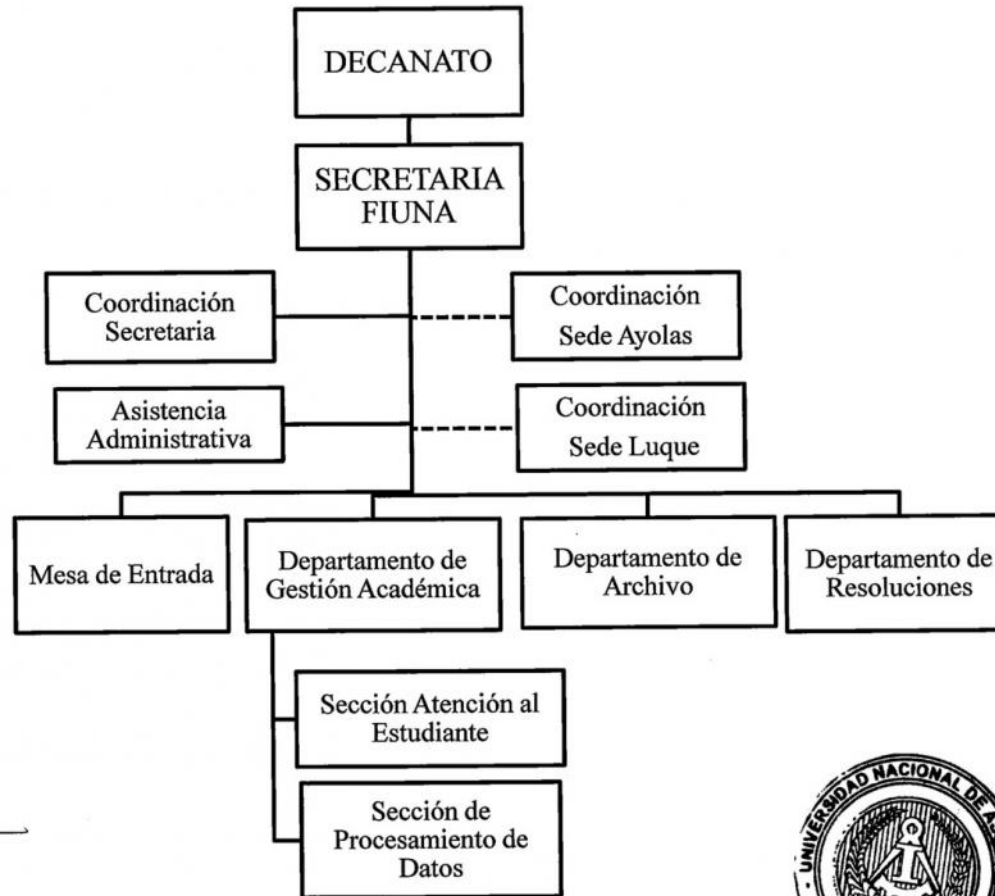 DECANATO
SECRETARIA
FIUNA
Coordinación
Secretaria
Coordinación
Sede Ayolas
Asistencia
Administrativa
Coordinación
Sede Luque
Mesa de Entrada
Departamento de
Gestión Académica
Departamento de
Archivo
Departamento de
Resoluciones
Sección Atención al
Estudiante
Sección de
Procesamiento de
Datos
UNIVERSIDAD NACIONAL DE